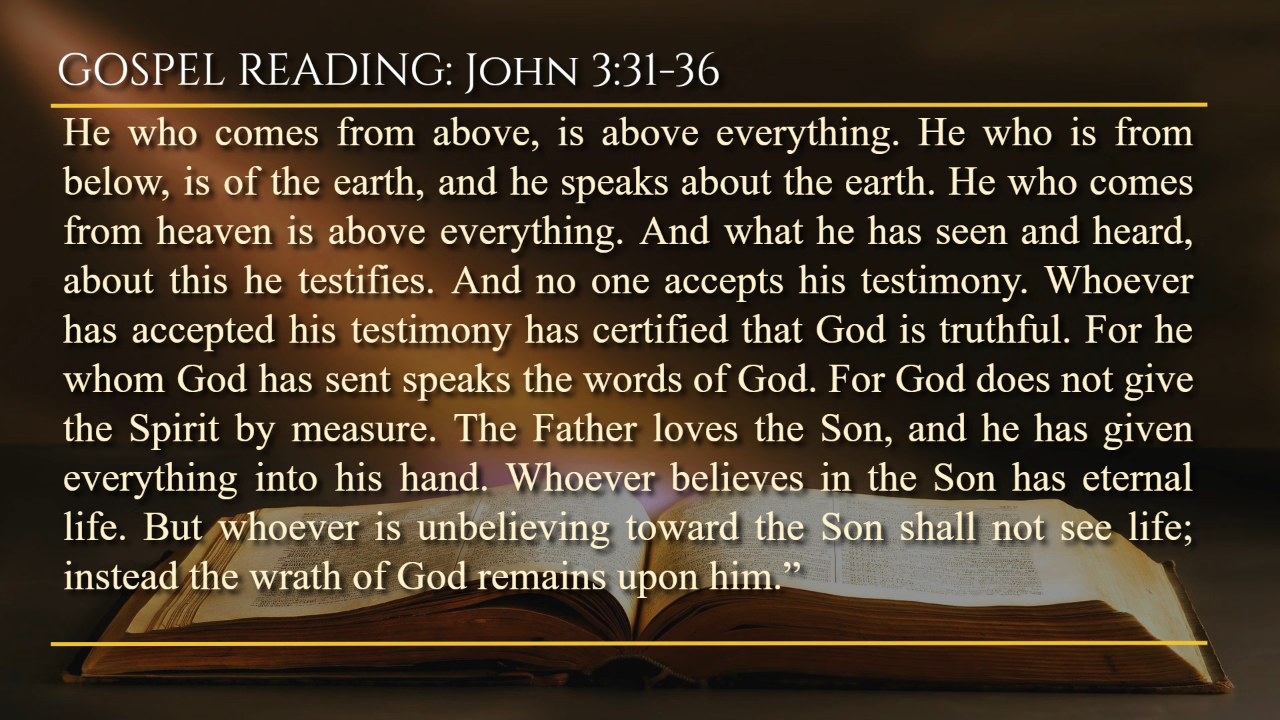 GOSPEL READING: John 3:31-36
He who comes from above, is above everything. He who is from
below, is of the earth, and he speaks about the earth. He who comes
from heaven is above everything. And what he has seen and heard,
about this he testifies. And no one accepts his testimony. Whoever
has accepted his testimony has certified that God is truthful. For he
whom God has sent speaks the words of God. For God does not give
the Spirit by measure. The Father loves the Son, and he has given
everything into his hand. Whoever believes in the Son has eternal
life. But whoever is unbelieving toward the Son shall not see life;
instead the wrath of God remains upon him.”